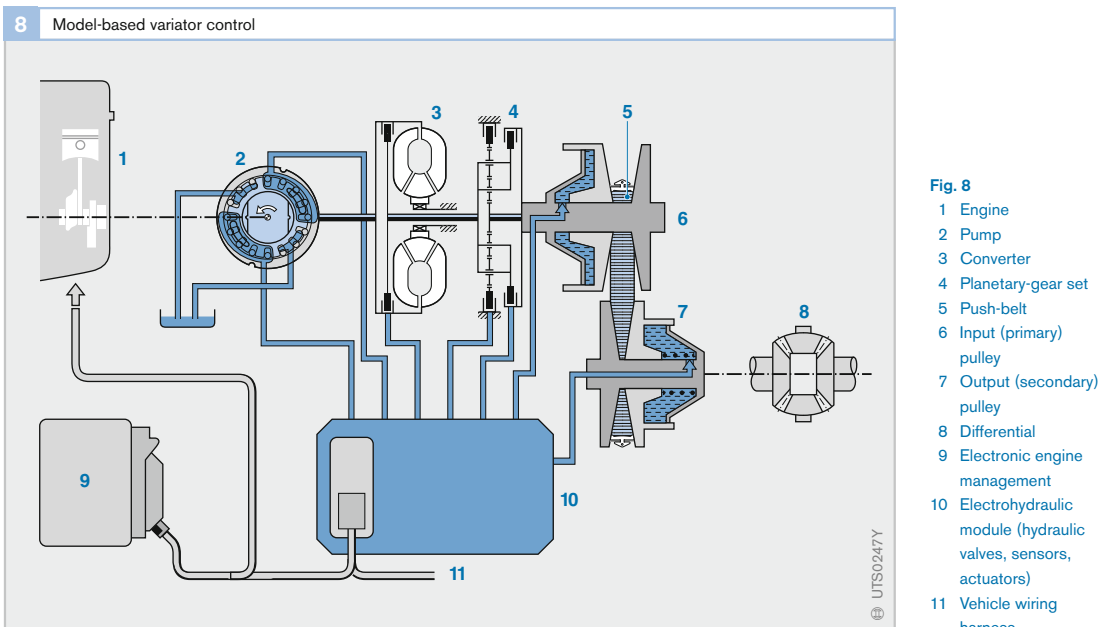 8 Model-based variator control
1
2
3
4
5
6
7
8
9
10
11
UTS0247Y
Fig. 8
1 Engine
2 Pump
3 Converter
4 Planetary-gear set
5 Push-belt
6 Input (primary)
pulley
7 Output (secondary)
pulley
8 Differential
9 Electronic engine
management
10 Electrohydraulic
module (hydraulic
valves, sensors,
actuators)
11 Vehicle wiring